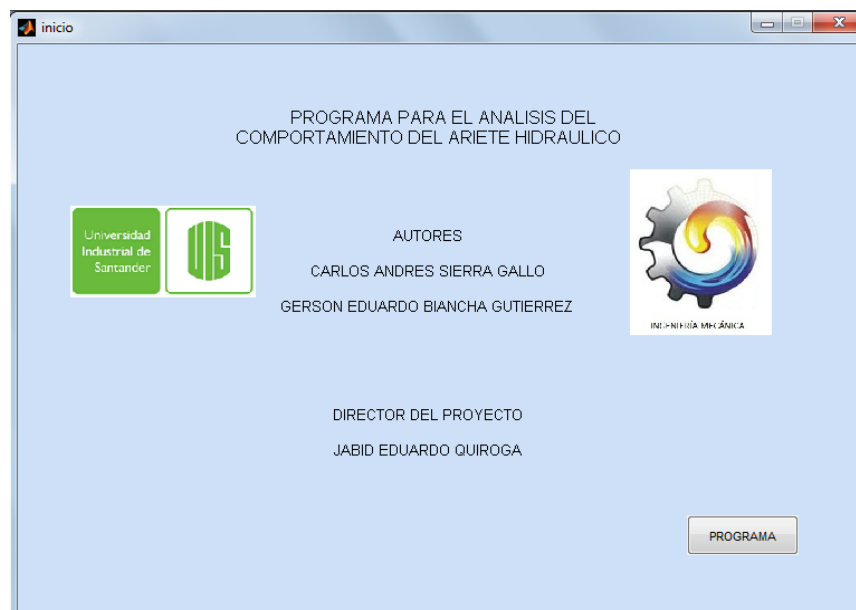 inicio
PROGRAMA PARA EL ANALISIS DEL
COMPORTAMIENTO DEL ARIETE HIDRAULICO
Universidad
Industrial de
Santander
UIS
AUTORES
CARLOS ANDRES SIERRA GALLO
GERSON EDUARDO BIANCHA GUTIERREZ
INGENIERÍA MECÁNICA
DIRECTOR DEL PROYECTO
JABID EDUARDO QUIROGA
PROGRAMA